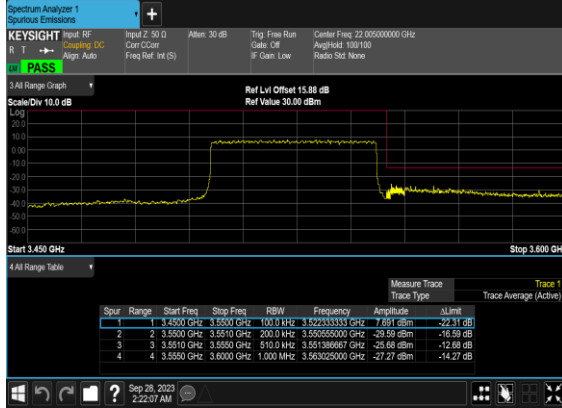 Spectrum Analyzer 1
Spurious Emissions
+
KEYSIGHT Input: RF Input Z: 50 Ω Atten: 30 dB Trig: Free Run Center Freq: 22.005000000 GHz
R T Coupling: DC Corr CCorr Gate: Off Avg|Hold: 100/100
Align: Auto Freq Ref: Int (S) IF Gain: Low Radio Std: None
LXI PASS
3 All Range Graph Ref Lvl Offset 15.88 dB
Scale/Div 10.0 dB Ref Value 30.00 dBm
Log
20.0
10.0
0.00
-10.0
-20.0
-30.0
-40.0
-50.0
-60.0
Start 3.450 GHz Stop 3.600 GH
4 All Range Table
Measure Trace Trace 1
Trace Type Trace Average (Active)
Spur Range Start Freq Stop Freq RBW Frequency Amplitude ΔLimit
1 1 3.4500 GHz 3.5500 GHz 100.0 kHz 3.522333333 GHz 7.691 dBm -22.31 dB
2 2 3.5500 GHz 3.5510 GHz 200.0 kHz 3.550555000 GHz -29.59 dBm -16.59 dB
3 3 3.5510 GHz 3.5550 GHz 510.0 kHz 3.551386667 GHz -25.68 dBm -12.68 dB
4 4 3.5550 GHz 3.6000 GHz 1.000 MHz 3.563025000 GHz -27.27 dBm -14.27 dB
? Sep 28, 2023
2:22:07 AM